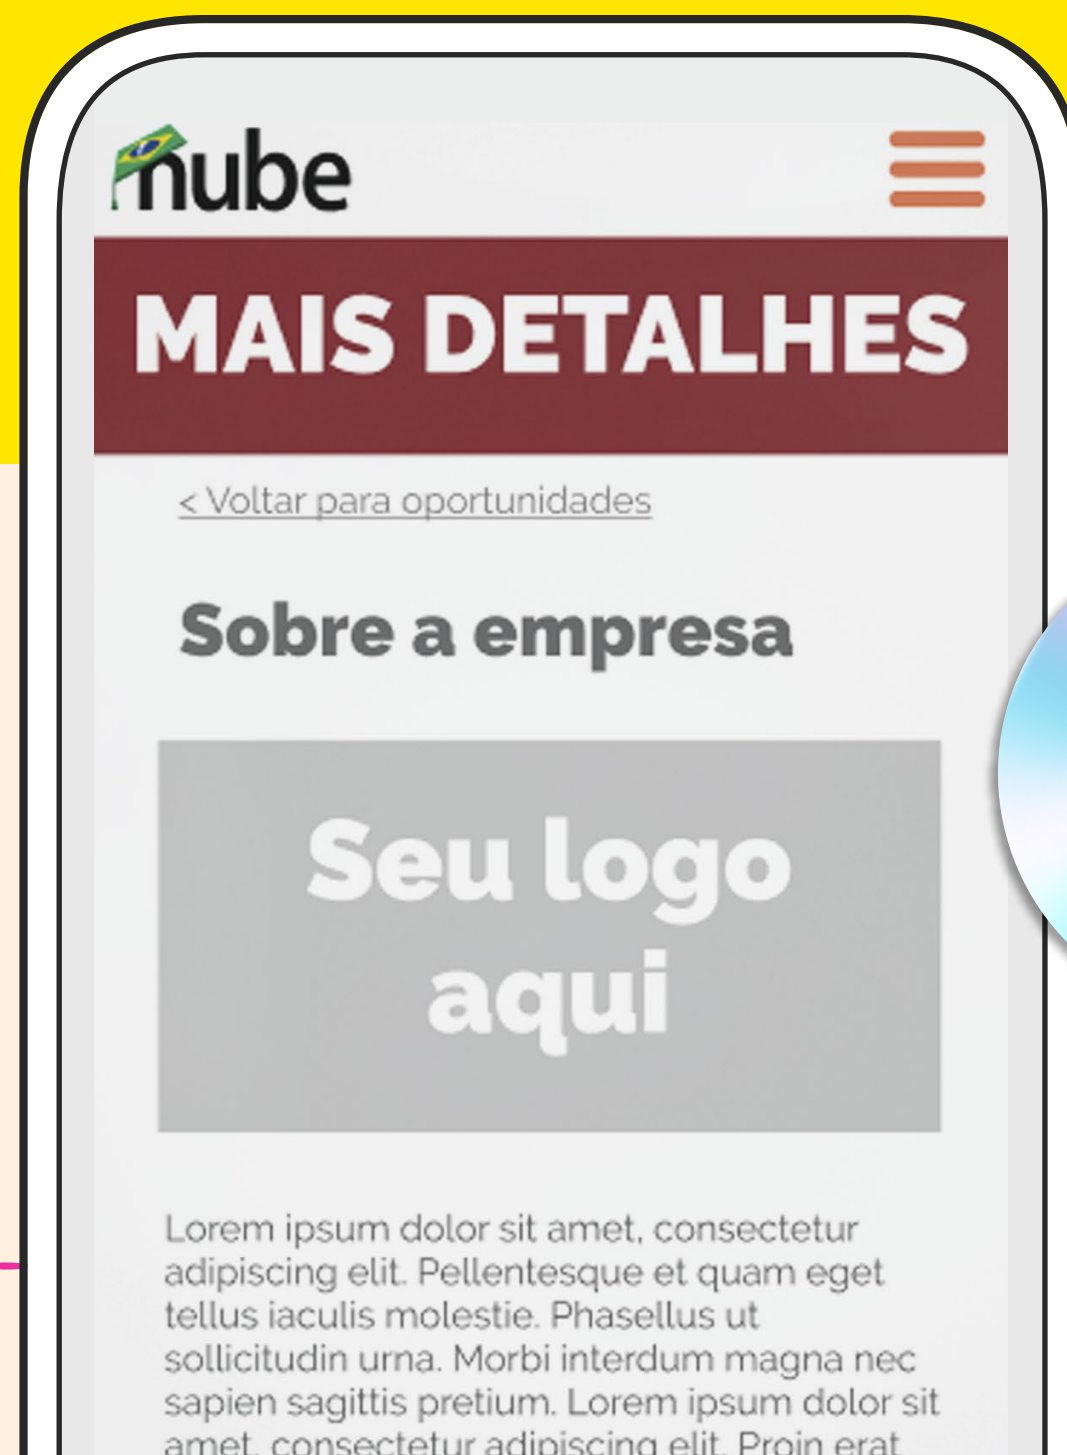 nube
MAIS DETALHES
< Voltar para oportunidades
Sobre a empresa
Seu logo
aqui
Lorem ipsum dolor sit amet, consectetur
adipiscing elit. Pellentesque et quam eget
tellus iaculis molestie. Phasellus ut
sollicitudin urna. Morbi interdum magna nec
sapien sagittis pretium. Lorem ipsum dolor sit
amet, consectetur adipiscing elit. Proin erat